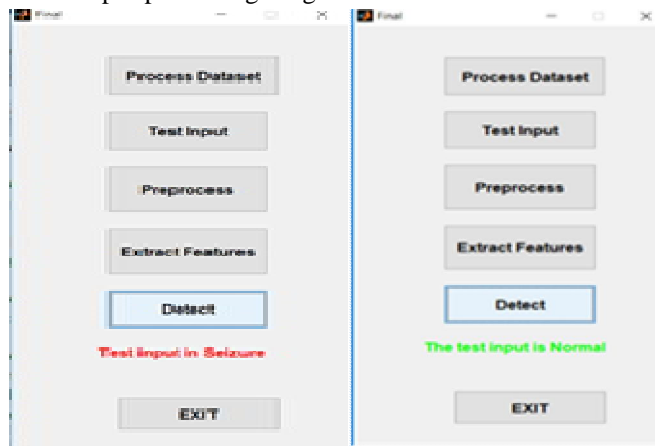 Final
Process Dataset
Test Input
Preprocess
Extract Features
Detect
Test Input in Seizure
EXIT
Final
Process Dataset
Test Input
Preprocess
Extract Features
Detect
The test input is Normal
EXIT